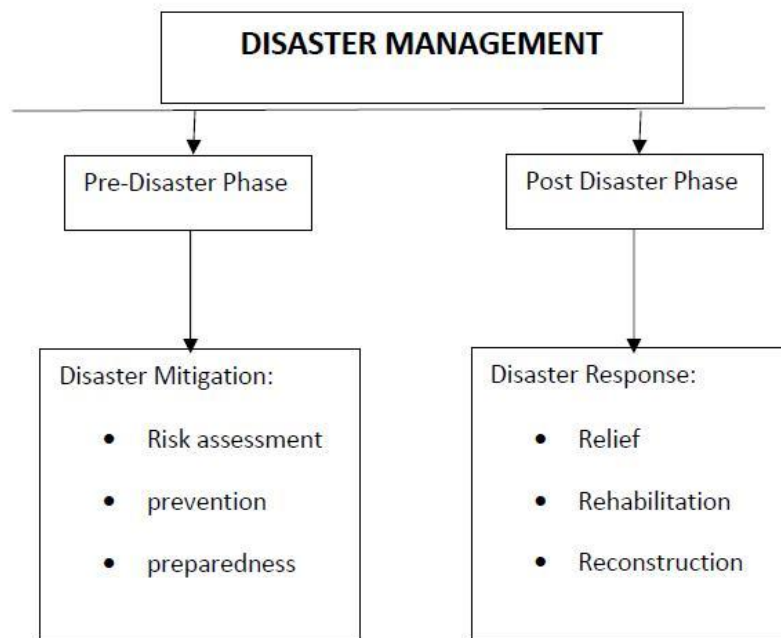 DISASTER MANAGEMENT
Pre-Disaster Phase
Post Disaster Phase
Disaster Mitigation:
• Risk assessment
• prevention
• preparedness
Disaster Response:
• Relief
• Rehabilitation
• Reconstruction